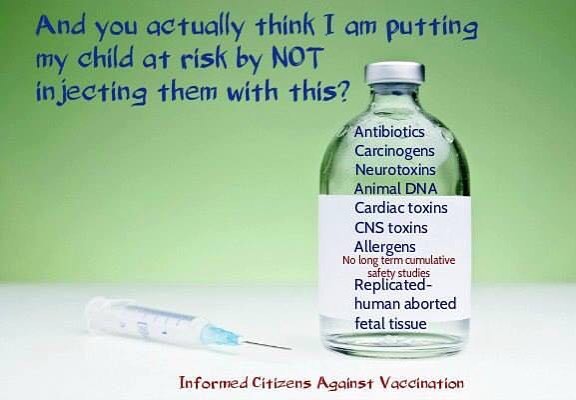 And you actually think I am putting
my child at risk by NOT
injecting them with this?
Antibiotics
Carcinogens
Neurotoxins
Animal DNA
Cardiac toxins
CNS toxins
Allergens
No long term cumulative
safety studies
Replicated-
human aborted
fetal tissue
Informed Citizens Against Vaccination